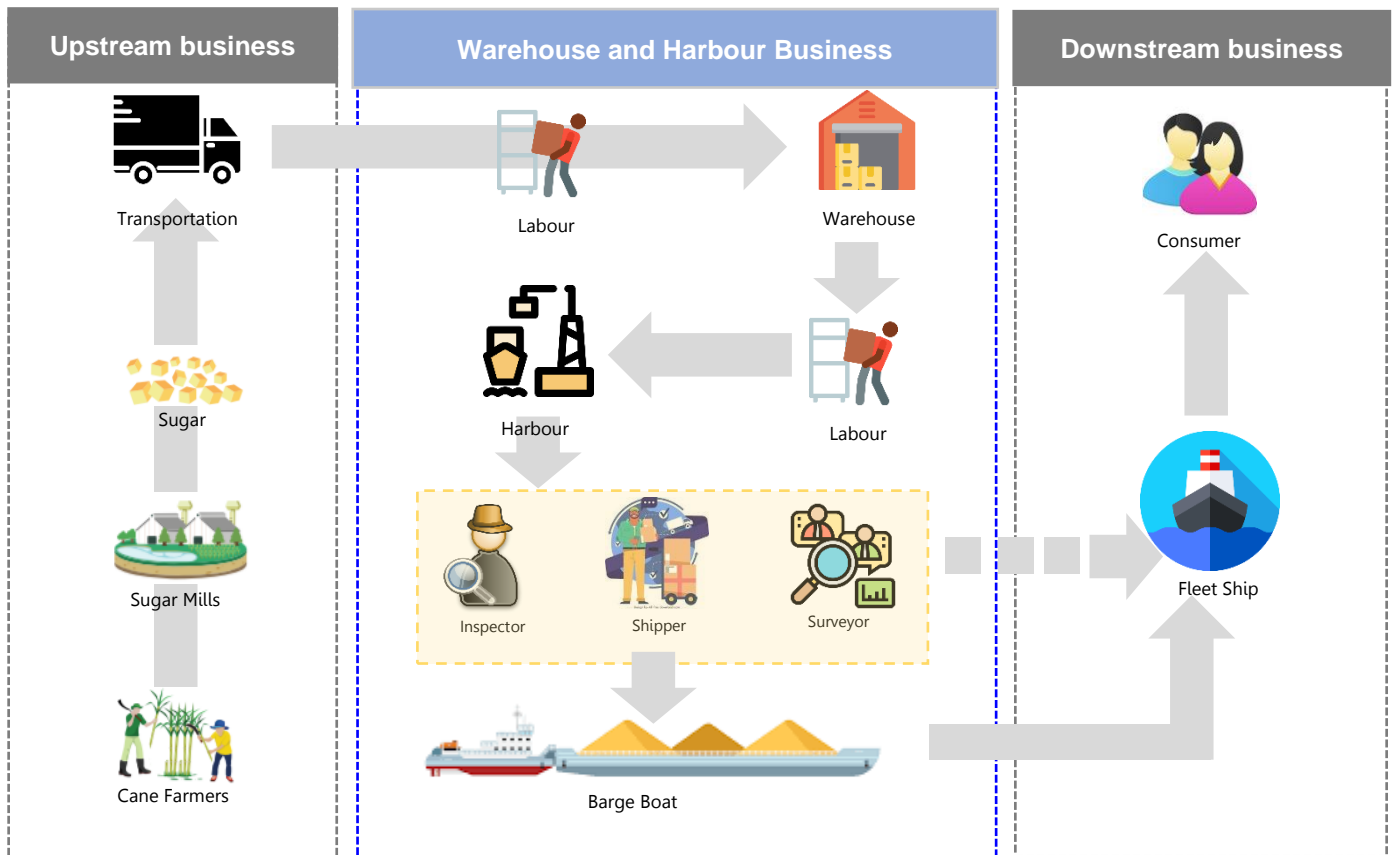 Upstream business
Warehouse and Harbour Business
Downstream business
Transportation
Labour
Warehouse
Consumer
Sugar
Harbour
Labour
Sugar Mills
Inspector
Shipper
Surveyor
Fleet Ship
Cane Farmers
Barge Boat